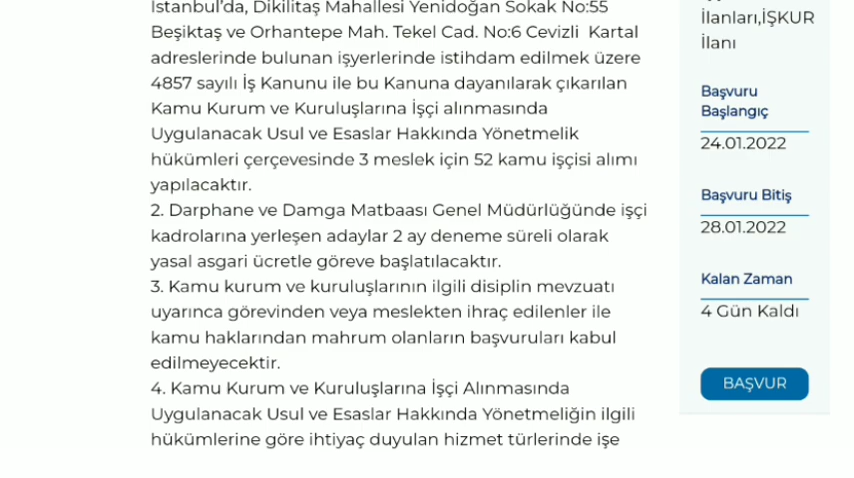 İstanbul'da, Dikilitaş Mahallesi Yenidoğan Sokak No:55
Beşiktaş ve Orhantepe Mah. Tekel Cad. No:6 Cevizli Kartal
adreslerinde bulunan işyerlerinde istihdam edilmek üzere
4857 sayılı İş Kanunu ile bu Kanuna dayanılarak çıkarılan
Kamu Kurum ve Kuruluşlarına İşçi alınmasında
Uygulanacak Usul ve Esaslar Hakkında Yönetmelik
hükümleri çerçevesinde 3 meslek için 52 kamu işçisi alımı
yapılacaktır.
2. Darphane ve Damga Matbaası Genel Müdürlüğünde işçi
kadrolarına yerleşen adaylar 2 ay deneme süreli olarak
yasal asgari ücretle göreve başlatılacaktır.
3. Kamu kurum ve kuruluşlarının ilgili disiplin mevzuatı
uyarınca görevinden veya meslekten ihraç edilenler ile
kamu haklarından mahrum olanların başvuruları kabul
edilmeyecektir.
4. Kamu Kurum ve Kuruluşlarına İşçi Alınmasında
Uygulanacak Usul ve Esaslar Hakkında Yönetmeliğin ilgili
hükümlerine göre ihtiyaç duyulan hizmet türlerinde işe
İlanları,İŞKUR
İlanı
Başvuru
Başlangıç
24.01.2022
Başvuru Bitiş
28.01.2022
Kalan Zaman
4 Gün Kaldı
BAŞVUR